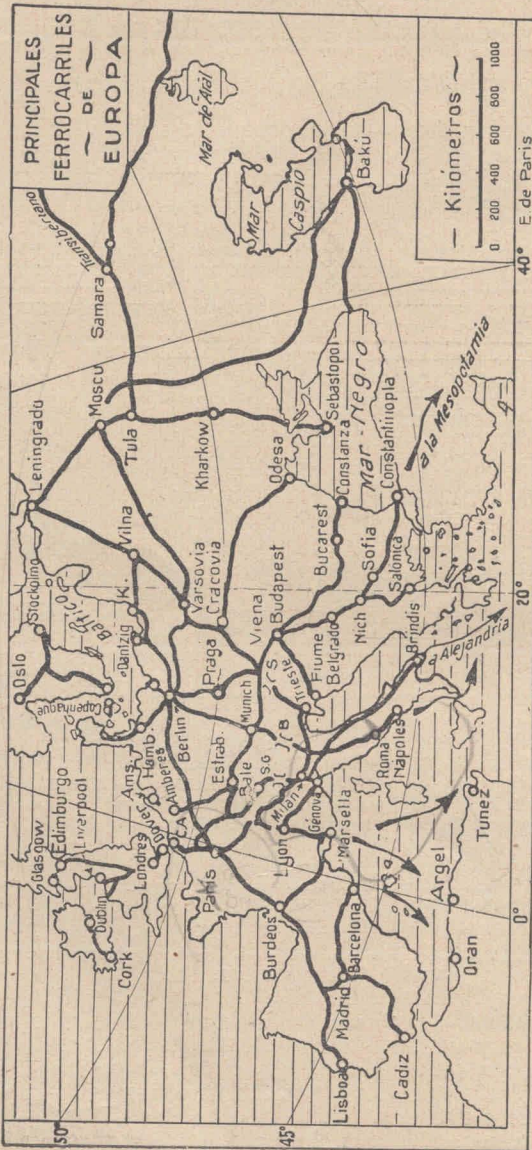 PRINCIPALES
FERROCARRILES
~ DE ~
EUROPA
Transiberiano
Mar de Aral
Mar
Caspio
Bakú
— Kilómetros —
0 200 400 600 800 1000
E. de Paris
40°
20°
0°
50°
45°
Samara
Moscu
Tula
Leningrado
Kharkow
Sebastopol
Odesa
Mar-Negro
Constanza
Constantinopla
a la Mesopotamia
Vilna
K.
Dantzig
Varsovia
Cracovia
Bucarest
Sofia
Salonica
Nich
Belgrado
Budapest
Viena
Fiume
Trieste
Brindis
a Alejandria
Stockolmo
Oslo
Baltico
Copenhague
Hamb.
Ams.
Berlin
Praga
Munich
Estrab.
Bale
S.G
S
B
Amberes
C.A
Milan
Génova
Roma
Napoles
Glasgow
Edimburgo
Liverpool
Dublin
Cork
Londres
Dovers
Paris
Lyon
Marsella
Burdeos
Barcelona
Madrid
Lisboa
Cadiz
Oran
Argel
Tunez